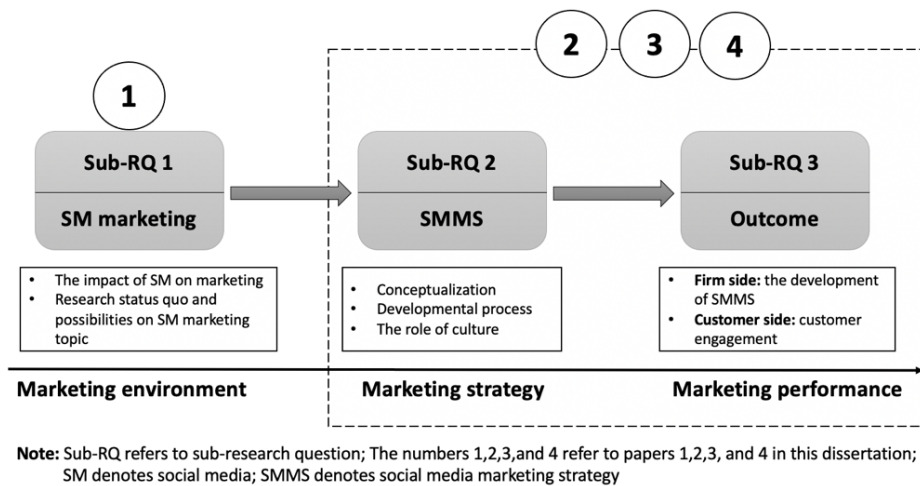 2 3 4
1
Sub-RQ 1
SM marketing
Sub-RQ 2
SMMS
Sub-RQ 3
Outcome
• The impact of SM on marketing
• Research status quo and
possibilities on SM marketing
topic
• Conceptualization
• Developmental process
• The role of culture
• Firm side: the development
of SMMS
• Customer side: customer
engagement
Marketing environment
Marketing strategy
Marketing performance
Note: Sub-RQ refers to sub-research question; The numbers 1,2,3,and 4 refer to papers 1,2,3, and 4 in this dissertation;
SM denotes social media; SMMS denotes social media marketing strategy